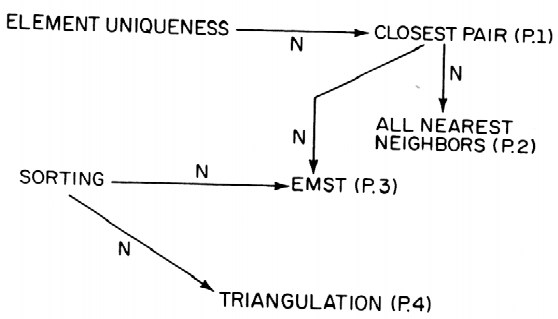 ELEMENT UNIQUENESS
N
CLOSEST PAIR (P.1)
N
N
ALL NEAREST
NEIGHBORS (P.2)
SORTING
N
EMST (P.3)
N
TRIANGULATION (P.4)